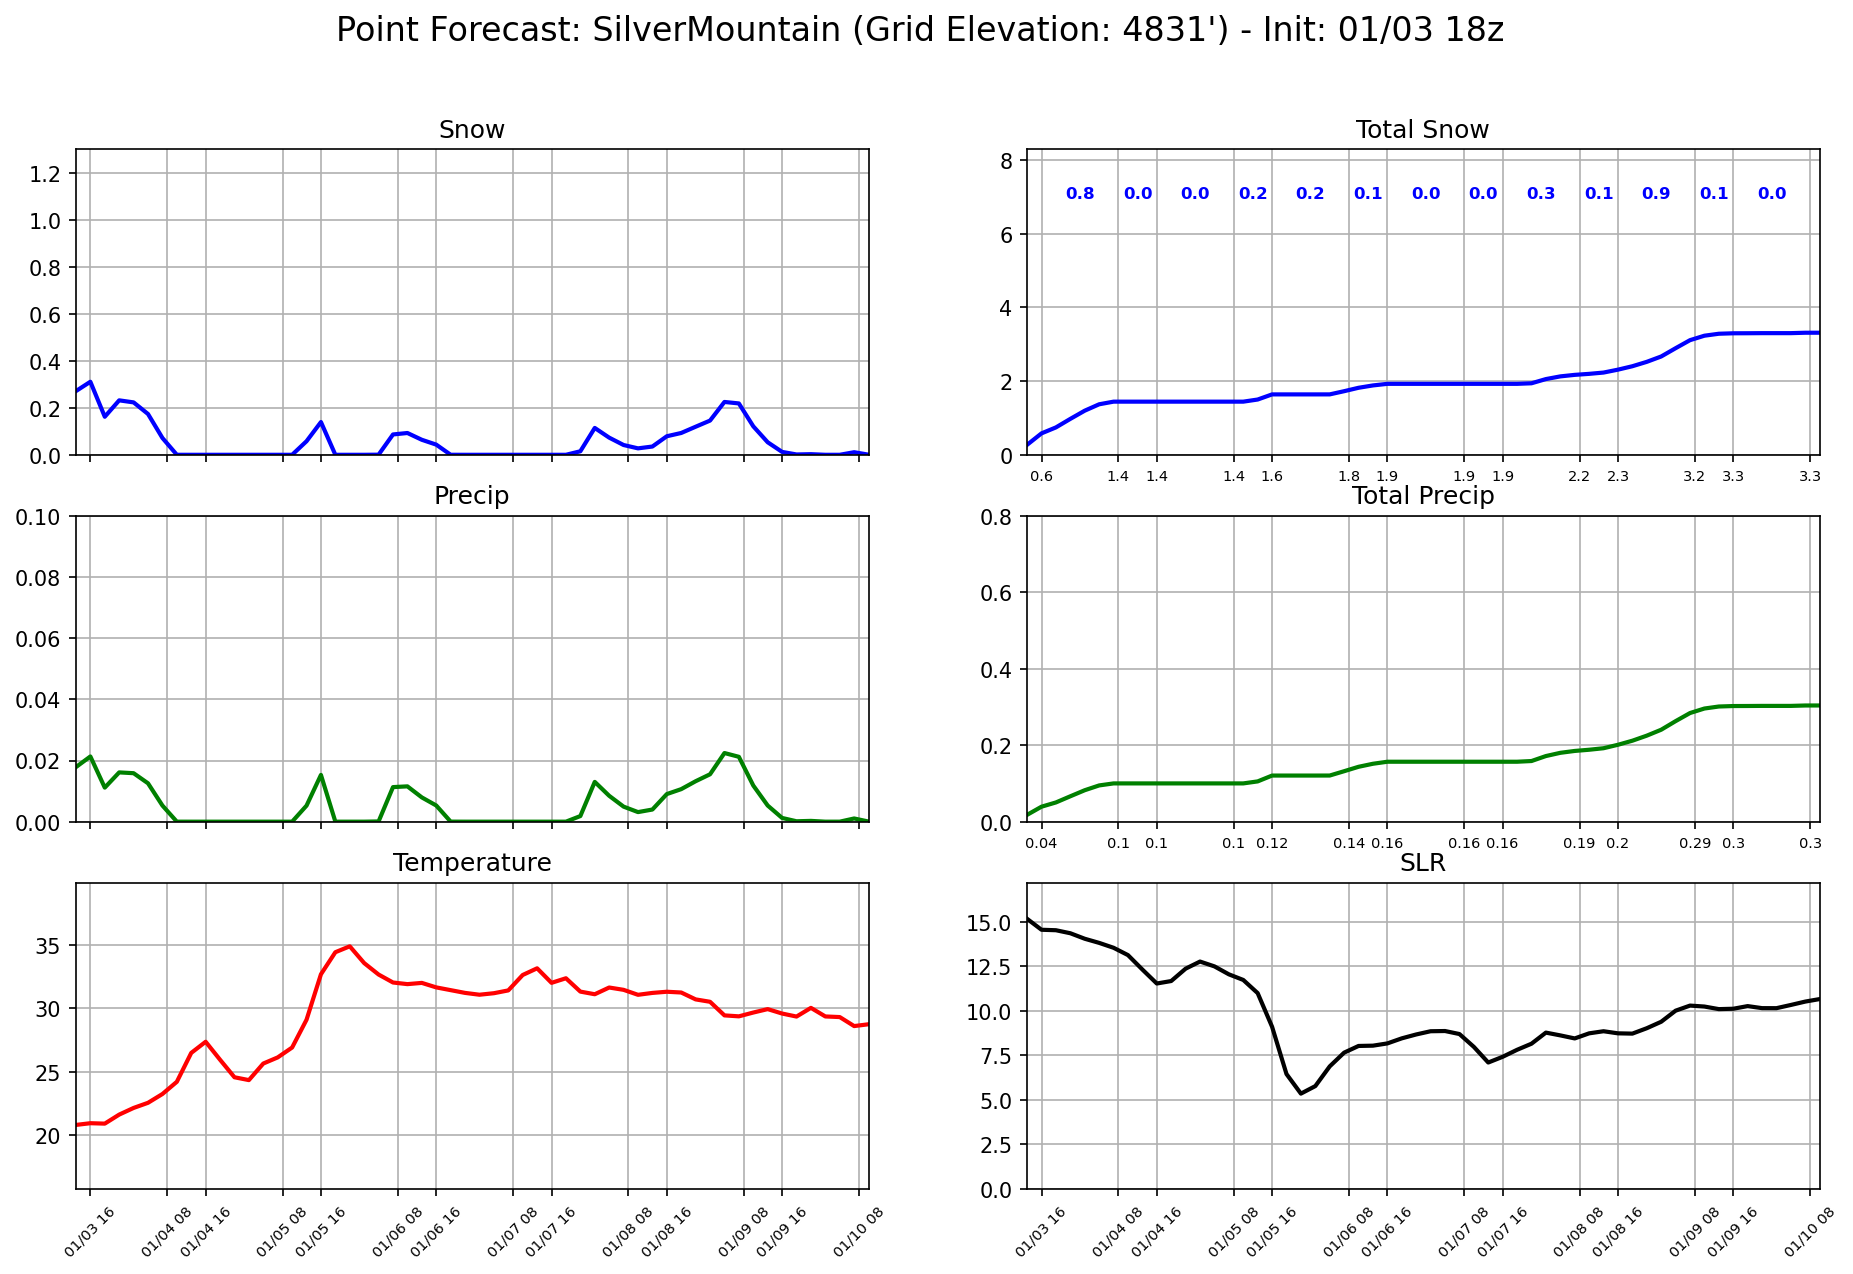 Point Forecast: SilverMountain (Grid Elevation: 4831') - Init: 01/03 18z
Snow
1.2
1.0
0.8
0.6
0.4
0.2
0.0
Total Snow
8
6
4
2
0
0.8 0.0 0.0 0.2 0.2 0.1 0.0 0.0 0.3 0.1 0.9 0.1 0.0
0.6 1.4 1.4 1.4 1.6 1.8 1.9 1.9 1.9 2.2 2.3 3.2 3.3 3.3
Precip
0.10
0.08
0.06
0.04
0.02
0.00
Total Precip
0.8
0.6
0.4
0.2
0.0
0.04 0.1 0.1 0.1 0.12 0.14 0.16 0.16 0.16 0.19 0.2 0.29 0.3 0.3
Temperature
35
30
25
20
01/03 16 01/04 08 01/04 16 01/05 08 01/05 16 01/06 08 01/06 16 01/07 08 01/07 16 01/08 08 01/08 16 01/09 08 01/09 16 01/10 08
SLR
15.0
12.5
10.0
7.5
5.0
2.5
0.0
01/03 16 01/04 08 01/04 16 01/05 08 01/05 16 01/06 08 01/06 16 01/07 08 01/07 16 01/08 08 01/08 16 01/09 08 01/09 16 01/10 08